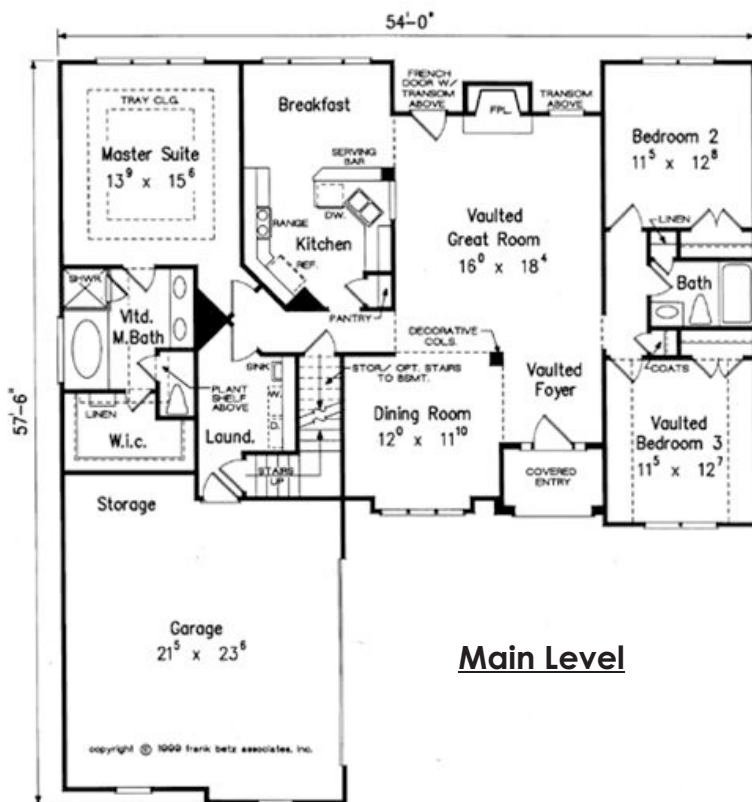 54'-0"
57'-6"
TRAY CLG.
Master Suite
13⁹ x 15⁶
Breakfast
FRENCH
DOOR W/
TRANSOM
ABOVE
FPL.
TRANSOM
ABOVE
Bedroom 2
11⁵ x 12⁸
SERVING
BAR
DW.
RANGE
Kitchen
REF.
PANTRY
Vaulted
Great Room
16⁰ x 18⁴
LINEN
Bath
COATS
SHWR.
Vltd.
M.Bath
PLANT
SHELF
ABOVE
LINEN
W.i.c.
SINK
W.
D.
Laund.
STOR./ OPT. STAIRS
TO BSMT.
STAIRS
UP
DECORATIVE
COLS.
Dining Room
12⁰ x 11¹⁰
Vaulted
Foyer
COVERED
ENTRY
Vaulted
Bedroom 3
11⁵ x 12⁷
Storage
Garage
21⁵ x 23⁶
Main Level
copyright © 1999 frank betz associates, inc.